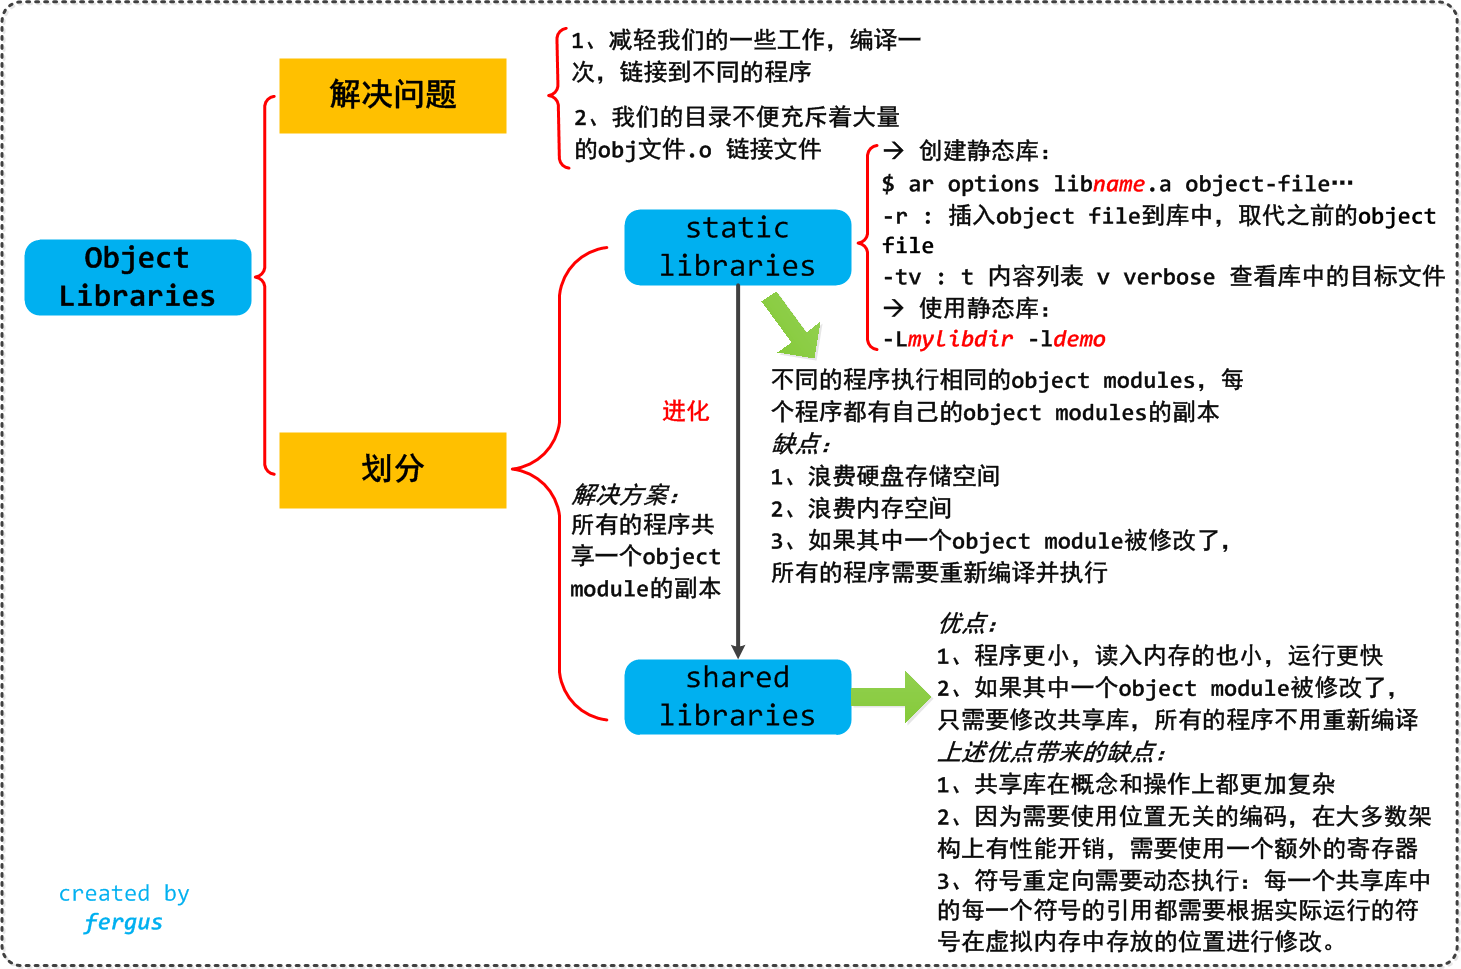 Object
Libraries
解决问题
1、减轻我们的一些工作，编译一
次，链接到不同的程序
2、我们的目录不便充斥着大量
的obj文件.o 链接文件
划分
static
libraries
→ 创建静态库：
$ ar options libname.a object-file…
-r : 插入object file到库中，取代之前的object
file
-tv : t 内容列表 v verbose 查看库中的目标文件
→ 使用静态库：
-Lmylibdir -ldemo
不同的程序执行相同的object modules，每
个程序都有自己的object modules的副本
缺点：
1、浪费硬盘存储空间
2、浪费内存空间
3、如果其中一个object module被修改了，
所有的程序需要重新编译并执行
进化
解决方案：
所有的程序共
享一个object
module的副本
shared
libraries
优点：
1、程序更小，读入内存的也小，运行更快
2、如果其中一个object module被修改了，
只需要修改共享库，所有的程序不用重新编译
上述优点带来的缺点：
1、共享库在概念和操作上都更加复杂
2、因为需要使用位置无关的编码，在大多数架
构上有性能开销，需要使用一个额外的寄存器
3、符号重定向需要动态执行：每一个共享库中
的每一个符号的引用都需要根据实际运行的符
号在虚拟内存中存放的位置进行修改。
created by
fergus